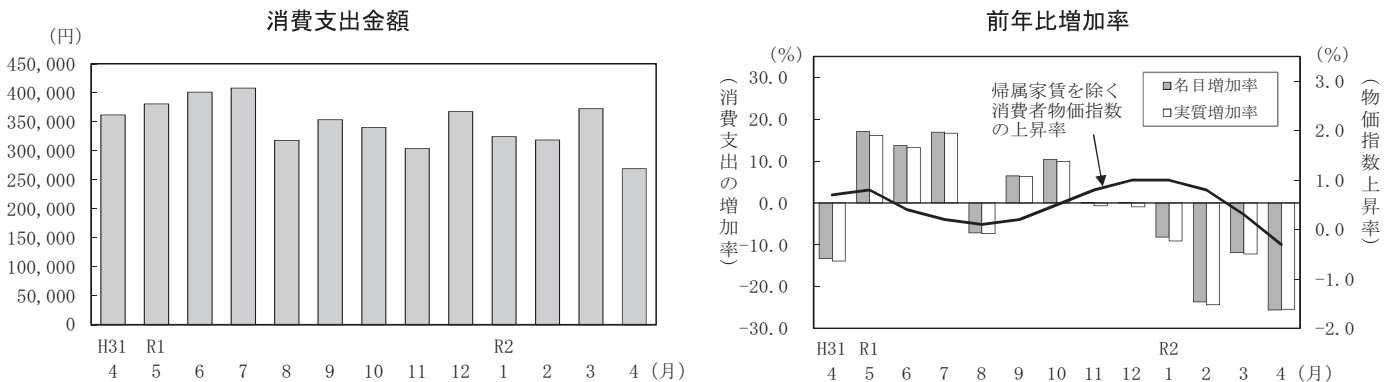 消費支出金額
(円)
450,000
400,000
350,000
300,000
250,000
200,000
150,000
100,000
50,000
0
H31 R1 R2
4 5 6 7 8 9 10 11 12 1 2 3 4 (月)
前年比増加率
(%) (%)
(消費支出の増加率)
30.0
20.0
10.0
0.0
-10.0
-20.0
-30.0
帰属家賃を除く
消費者物価指数
の上昇率
名目増加率
実質増加率
3.0
2.0
1.0
0.0
-1.0
-2.0
(物価指数上昇率)
H31 R1 R2
4 5 6 7 8 9 10 11 12 1 2 3 4 (月)